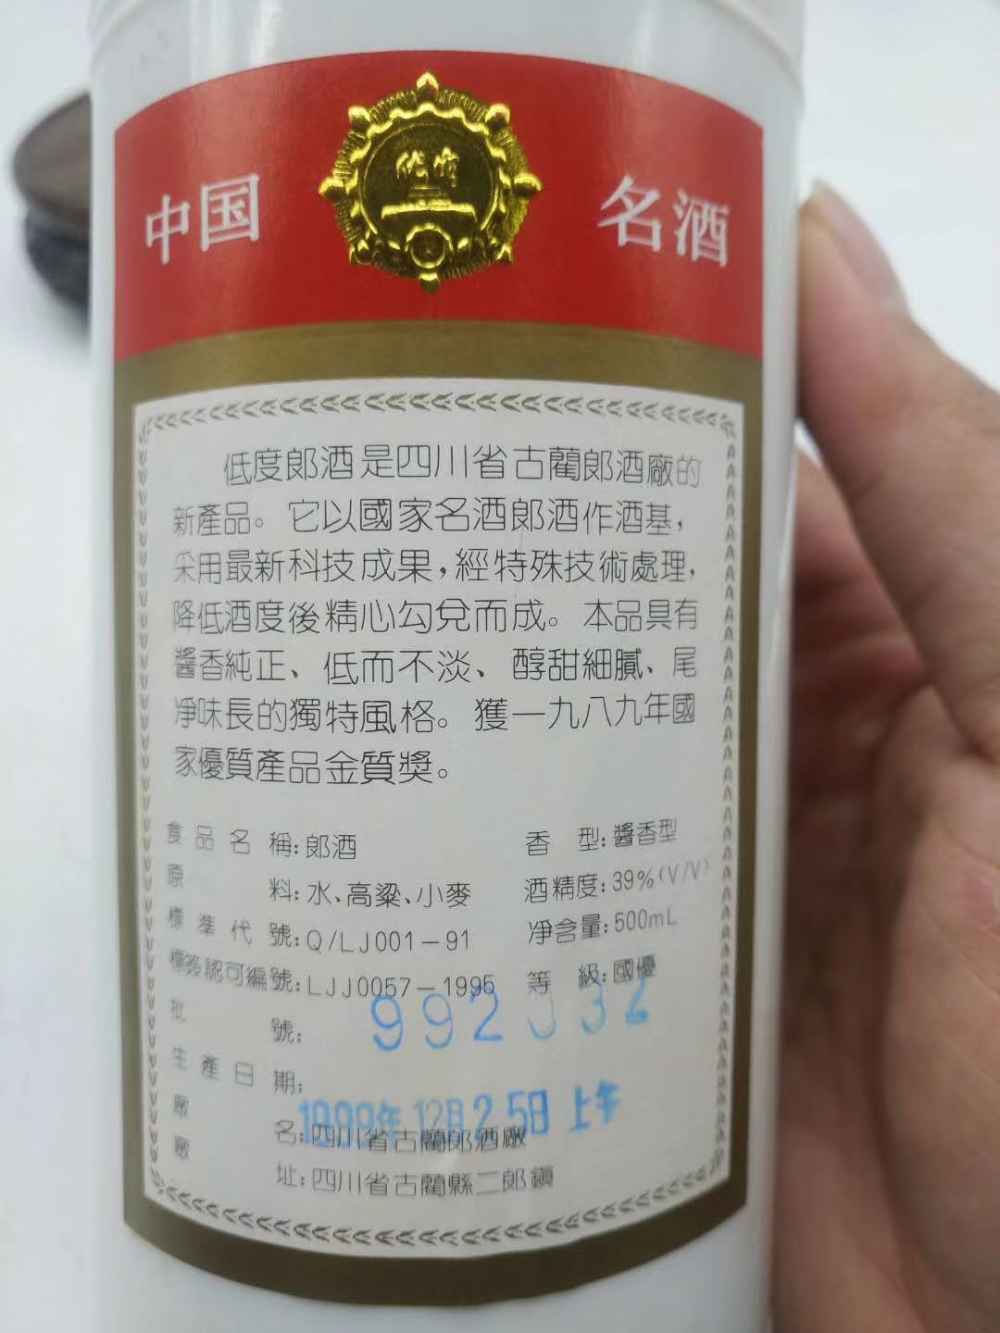 中国 名酒
低度郎酒是四川省古藺郎酒廠的
新產品。它以國家名酒郎酒作酒基，
采用最新科技成果，經特殊技術處理，
降低酒度後精心勾兌而成。本品具有
醬香純正、低而不淡、醇甜細膩、尾
凈味長的獨特風格。獲一九八九年國
家優質產品金質獎。
食品名稱：郎酒 香型：醬香型
原料：水、高粱、小麥 酒精度：39%(V/V)
標準代號：Q/LJ001－91 凈含量：500mL
標簽認可編號：LJJ0057－1995 等級：國優
批號： 992
生產日期： 1999年12月25日 上午
廠名：四川省古藺郎酒廠
廠址：四川省古藺縣二郎鎮